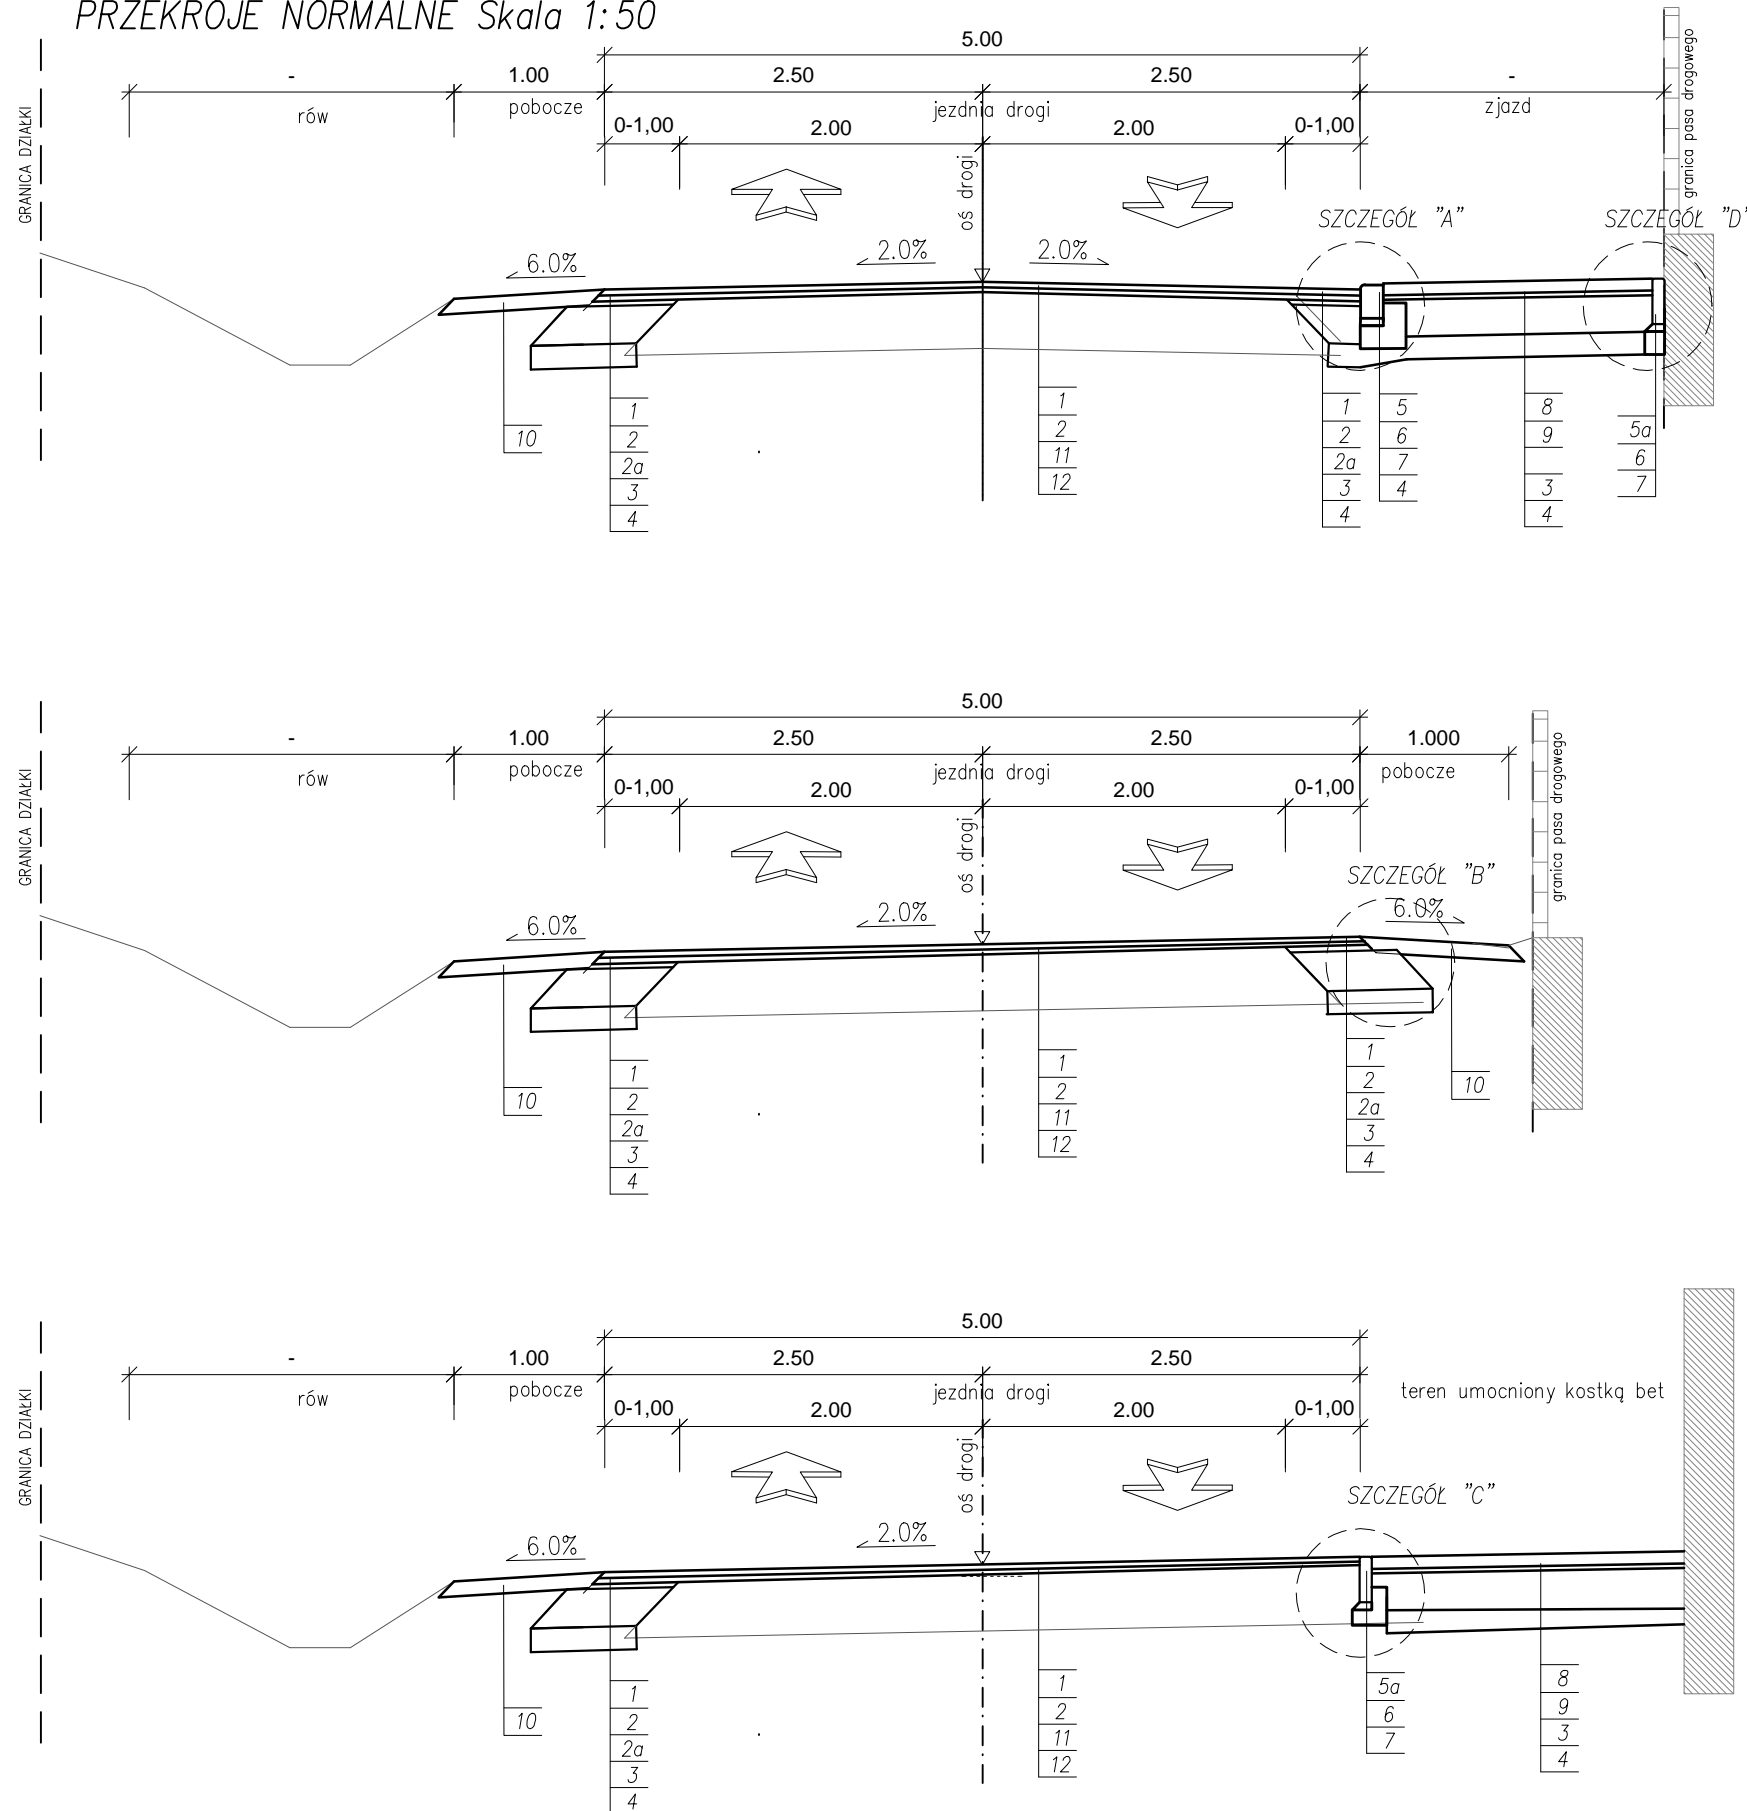 PRZEKROJE NORMALNE Skala 1:50
5.00
- 1.00 2.50 2.50 -
rów pobocze jezdnia drogi zjazd
0-1,00 2.00 2.00 0-1,00
GRANICA DZIAŁKI
oś drogi
granica pasa drogowego
SZCZEGÓŁ "A" SZCZEGÓŁ "D"
6.0% 2.0% 2.0%
10
1
2
2a
3
4
1
2
11
12
1
2
2a
3
4
5
6
7
4
8
9
3
4
5a
6
7
5.00
- 1.00 2.50 2.50 1.000
rów pobocze jezdnia drogi pobocze
0-1,00 2.00 2.00 0-1,00
GRANICA DZIAŁKI
oś drogi
granica pasa drogowego
SZCZEGÓŁ "B"
6.0% 2.0% 6.0%
10
1
2
2a
3
4
1
2
11
12
1
2
2a
3
4
10
5.00
- 1.00 2.50 2.50
rów pobocze jezdnia drogi teren umocniony kostką bet
0-1,00 2.00 2.00 0-1,00
GRANICA DZIAŁKI
oś drogi
SZCZEGÓŁ "C"
6.0% 2.0%
10
1
2
2a
3
4
1
2
11
12
5a
6
7
8
9
3
4